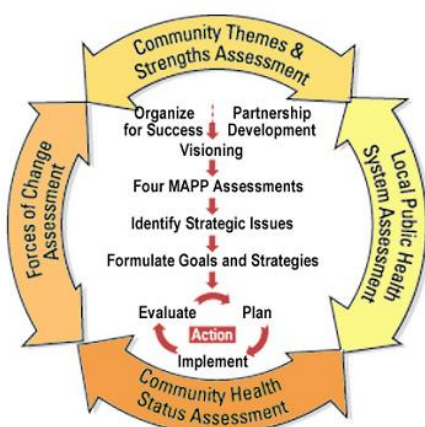 Community Themes &
Strengths Assessment
Organize
for Success
Partnership
Development
Visioning
Four MAPP Assessments
Identify Strategic Issues
Formulate Goals and Strategies
Evaluate
Plan
Action
Implement
Forces of Change
Assessment
Local Public Health
System Assessment
Community Health
Status Assessment